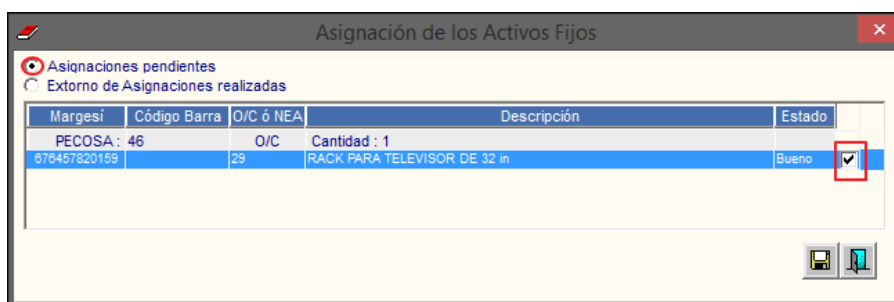 Asignación de los Activos Fijos
Asignaciones pendientes
Extorno de Asignaciones realizadas
Margesí Código Barra O/C ó NEA Descripción Estado
PECOSA : 46 O/C Cantidad : 1
676457820159 29 RACK PARA TELEVISOR DE 32 in Bueno